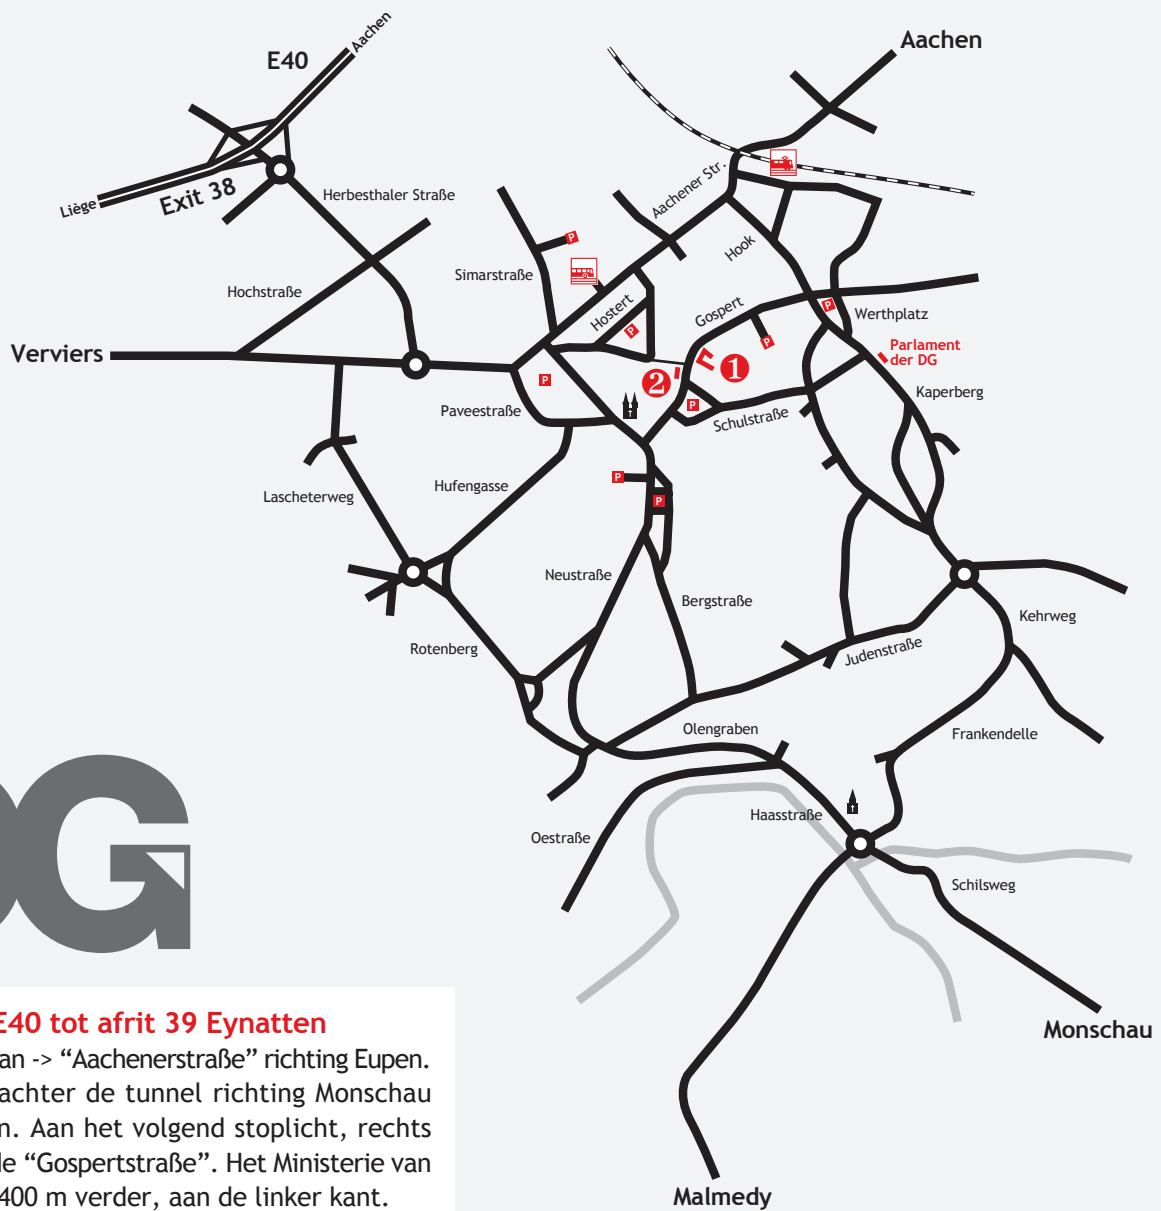 Aachen
Aachen
E40
Aachener Str.
Exit 38
Liège
Herbesthaler Straße
Hook
Simarstraße
Hochstraße
Hostert
P
Gospert
P
Werthplatz
P
P
Verviers
Parlament
der DG
1
2
P
Kaperberg
P
Paveestraße
Schulstraße
P
Hufengasse
Lascheterweg
P
Neustraße
Bergstraße
Kehrweg
Rotenberg
Judenstraße
Olengraben
Frankendelle
Haasstraße
Oestraße
Schilsweg
DG
E40 tot afrit 39 Eynatten
an -> “Aachenerstraße” richting Eupen.
achter de tunnel richting Monschau
n. Aan het volgend stoplicht, rechts
de “Gospertstraße”. Het Ministerie van
400 m verder, aan de linker kant.
Monschau
Malmedy